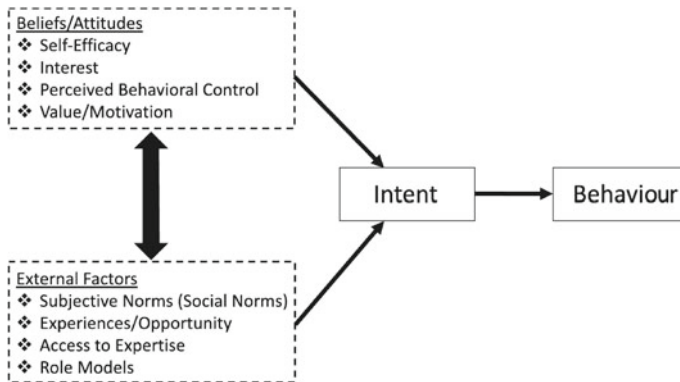 Beliefs/Attitudes
❖ Self-Efficacy
❖ Interest
❖ Perceived Behavioral Control
❖ Value/Motivation
Intent
Behaviour
External Factors
❖ Subjective Norms (Social Norms)
❖ Experiences/Opportunity
❖ Access to Expertise
❖ Role Models